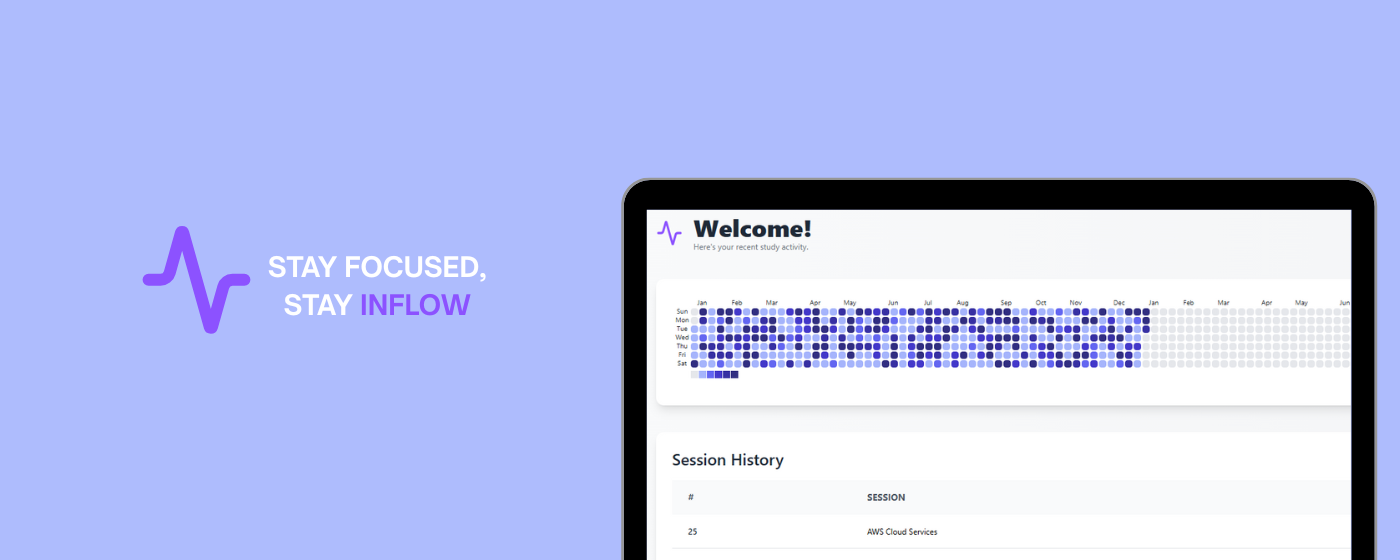 STAY FOCUSED,
STAY INFLOW
Welcome!
Here's your recent study activity.
Jan Feb Mar Apr May Jun Jul Aug Sep Oct Nov Dec Jan Feb Mar Apr May Jun
Sun
Mon
Tue
Wed
Thu
Fri
Sat
Session History
# SESSION
25 AWS Cloud Services